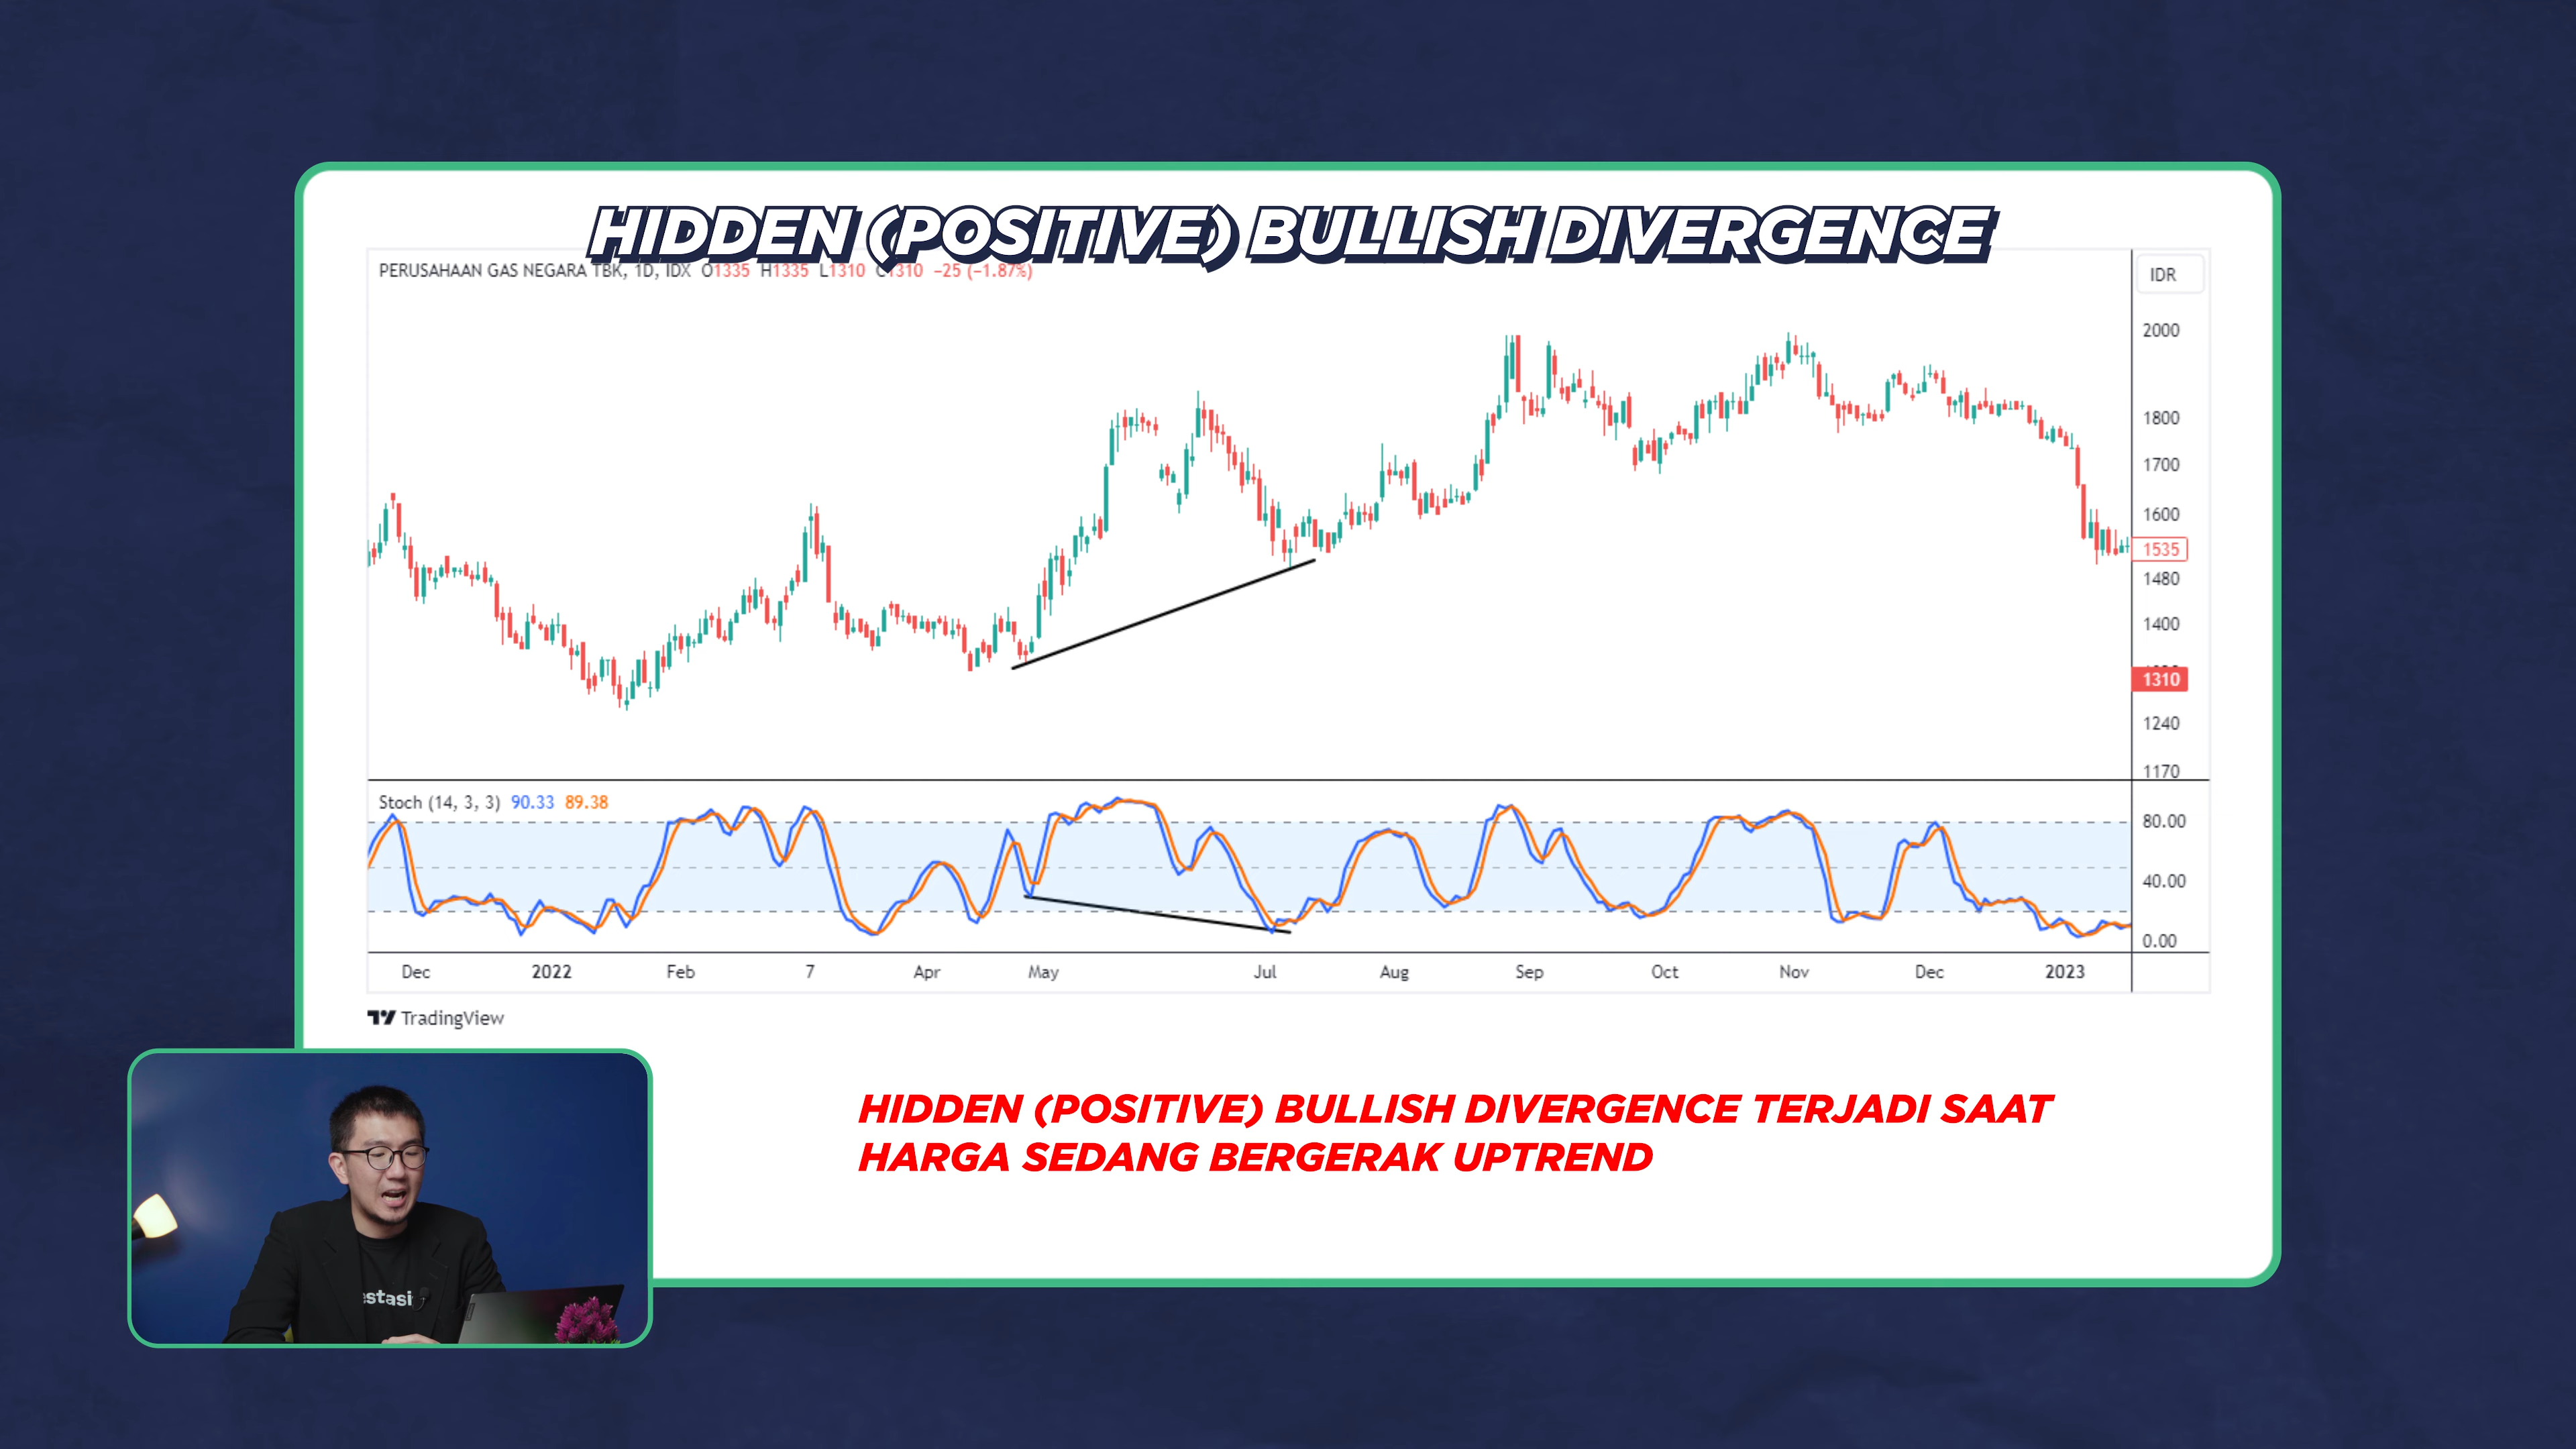 HIDDEN (POSITIVE) BULLISH DIVERGENCE
PERUSAHAAN GAS NEGARA TBK, 1D, IDX O1335 H1335 L1310 C1310 −25 (−1.87%)
IDR
2000
1800
1700
1600
1535
1480
1400
1310
1240
1170
Stoch (14, 3, 3) 90.33 89.38
80.00
40.00
0.00
Dec 2022 Feb 7 Apr May Jul Aug Sep Oct Nov Dec 2023
TradingView
HIDDEN (POSITIVE) BULLISH DIVERGENCE TERJADI SAAT
HARGA SEDANG BERGERAK UPTREND
estasi